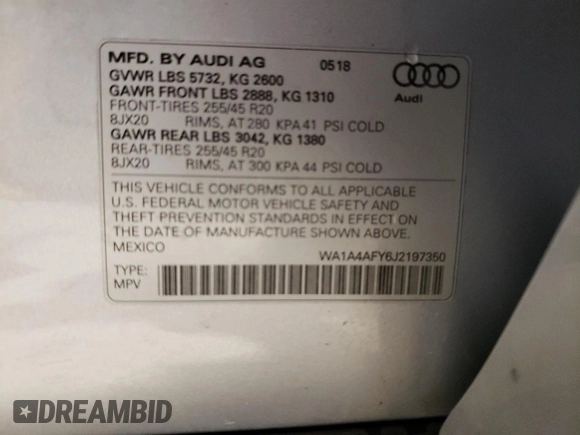 MFD. BY AUDI AG 0518
GVWR LBS 5732, KG 2600
GAWR FRONT LBS 2888, KG 1310
FRONT-TIRES 255/45 R20
8JX20 RIMS, AT 280 KPA 41 PSI COLD
GAWR REAR LBS 3042, KG 1380
REAR-TIRES 255/45 R20
8JX20 RIMS, AT 300 KPA 44 PSI COLD
Audi
THIS VEHICLE CONFORMS TO ALL APPLICABLE
U.S. FEDERAL MOTOR VEHICLE SAFETY AND
THEFT PREVENTION STANDARDS IN EFFECT ON
THE DATE OF MANUFACTURE SHOWN ABOVE.
MEXICO WA1A4AFY6J2197350
TYPE:
MPV
DREAMBID